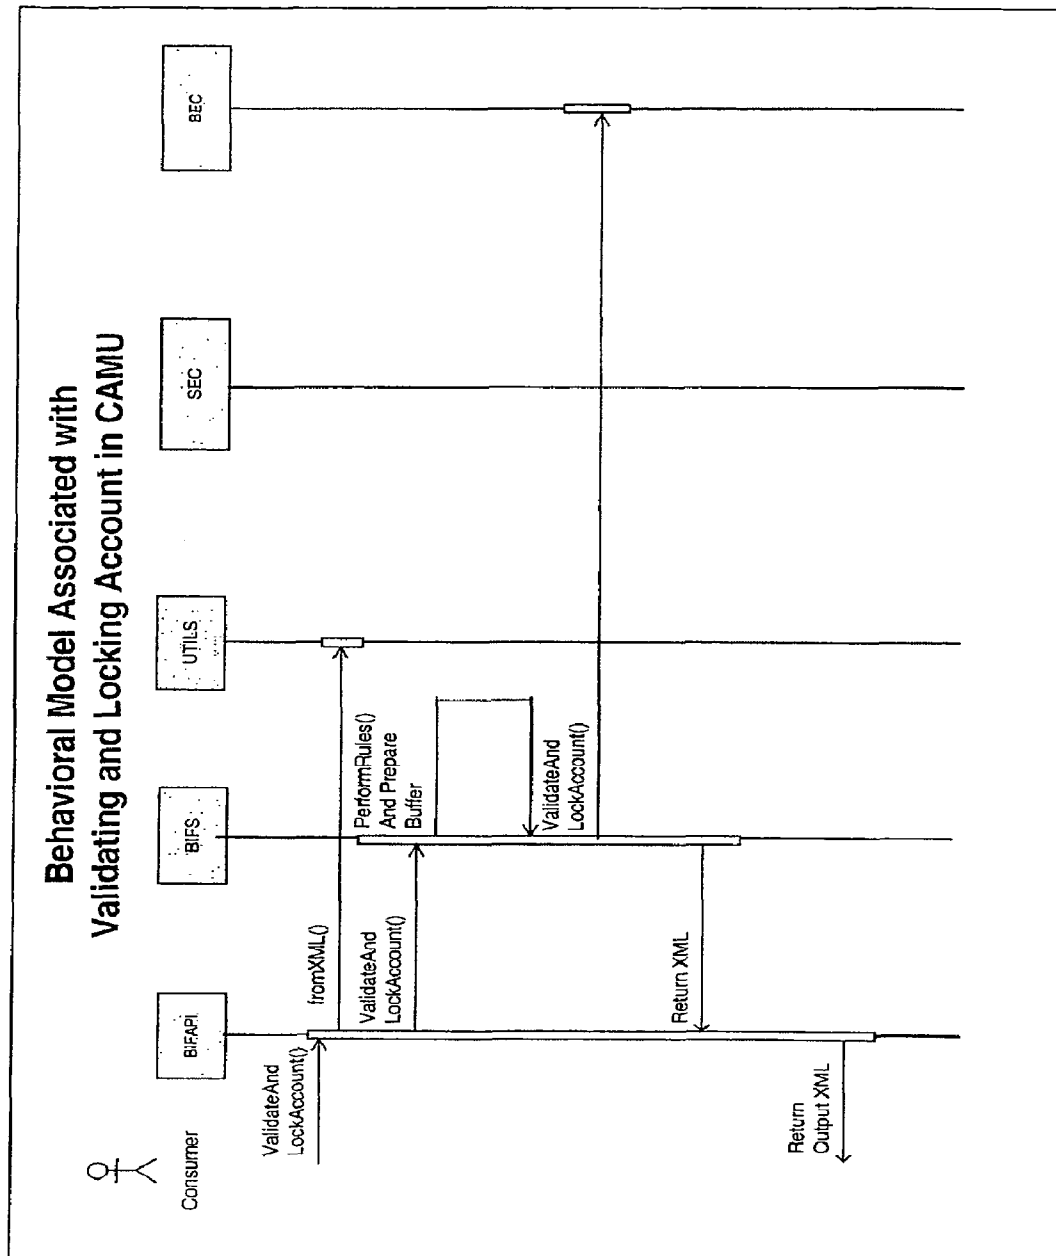 Behavioral Model Associated with
Validating and Locking Account in CAMU
Consumer
BIFAPI
BIFS
UTILS
SEC
BEC
ValidateAnd
LockAccount()
fromXML()
ValidateAnd
LockAccount()
PerformRules()
And Prepare
Buffer
ValidateAnd
LockAccount()
Return XML
Return
Output XML